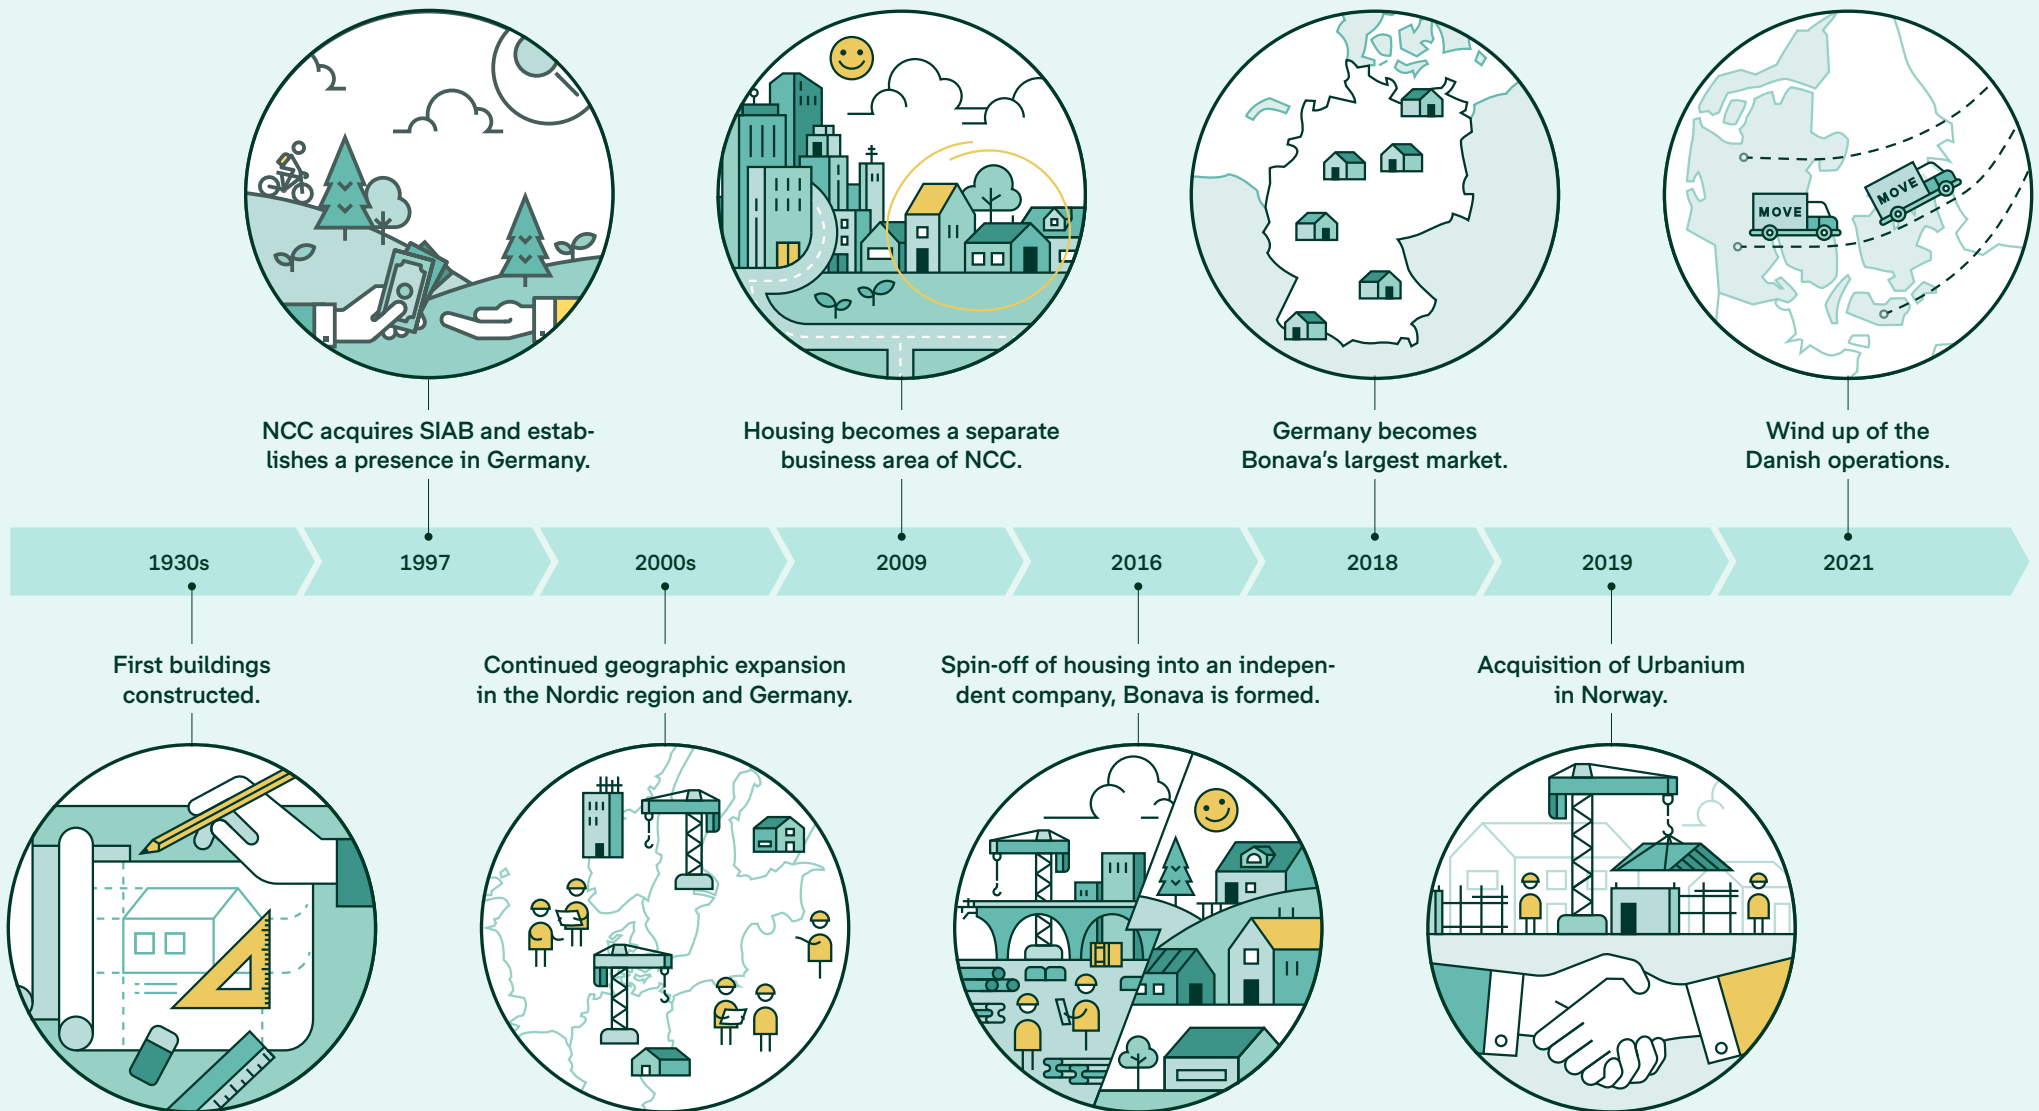 MOVE
MOVE
NCC acquires SIAB and estab-
lishes a presence in Germany.
Housing becomes a separate
business area of NCC.
Germany becomes
Bonava's largest market.
Wind up of the
Danish operations.
1930s
1997
2000s
2009
2016
2018
2019
2021
First buildings
constructed.
Continued geographic expansion
in the Nordic region and Germany.
Spin-off of housing into an indepen-
dent company, Bonava is formed.
Acquisition of Urbanium
in Norway.